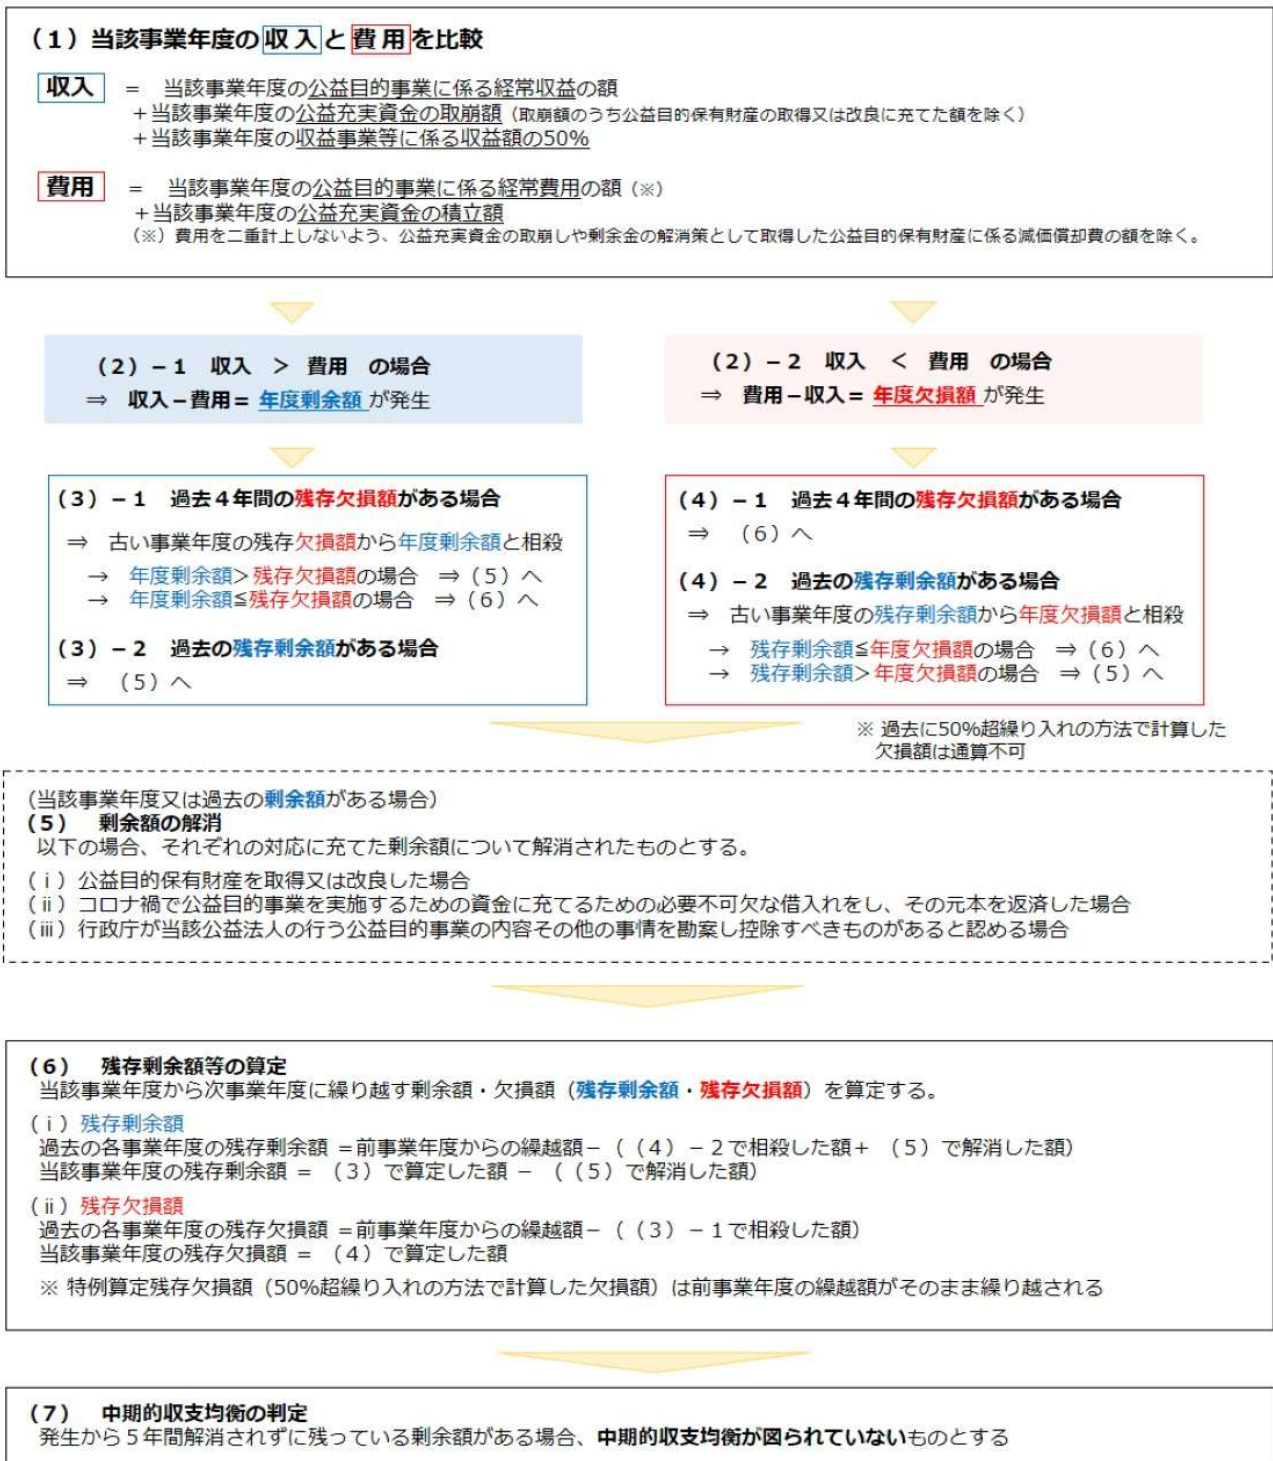 （１）当該事業年度の収入と費用を比較
収入 ＝ 当該事業年度の公益目的事業に係る経常収益の額
＋当該事業年度の公益充実資金の取崩額（取崩額のうち公益目的保有財産の取得又は改良に充てた額を除く）
＋当該事業年度の収益事業等に係る収益額の50%
費用 ＝ 当該事業年度の公益目的事業に係る経常費用の額（※）
＋当該事業年度の公益充実資金の積立額
（※）費用を二重計上しないよう、公益充実資金の取崩しや剰余金の解消策として取得した公益目的保有財産に係る減価償却費の額を除く。
（２）－１ 収入 ＞ 費用 の場合
⇒ 収入－費用＝ 年度剰余額 が発生
（２）－２ 収入 ＜ 費用 の場合
⇒ 費用－収入＝ 年度欠損額 が発生
（３）－１ 過去４年間の残存欠損額がある場合
⇒ 古い事業年度の残存欠損額から年度剰余額と相殺
→ 年度剰余額＞残存欠損額の場合 ⇒（５）へ
→ 年度剰余額≦残存欠損額の場合 ⇒（６）へ
（３）－２ 過去の残存剰余額がある場合
⇒ （５）へ
（４）－１ 過去４年間の残存欠損額がある場合
⇒ （６）へ
（４）－２ 過去の残存剰余額がある場合
⇒ 古い事業年度の残存剰余額から年度欠損額と相殺
→ 残存剰余額≦年度欠損額の場合 ⇒（６）へ
→ 残存剰余額＞年度欠損額の場合 ⇒（５）へ
※ 過去に50%超繰り入れの方法で計算した
欠損額は通算不可
（当該事業年度又は過去の剰余額がある場合）
（５） 剰余額の解消
以下の場合、それぞれの対応に充てた剰余額について解消されたものとする。
（ⅰ）公益目的保有財産を取得又は改良した場合
（ⅱ）コロナ禍で公益目的事業を実施するための資金に充てるための必要不可欠な借入れをし、その元本を返済した場合
（ⅲ）行政庁が当該公益法人の行う公益目的事業の内容その他の事情を勘案し控除すべきものがあると認める場合
（６） 残存剰余額等の算定
当該事業年度から次事業年度に繰り越す剰余額・欠損額（残存剰余額・残存欠損額）を算定する。
（ⅰ）残存剰余額
過去の各事業年度の残存剰余額 ＝前事業年度からの繰越額－（（４）－２で相殺した額＋ （５）で解消した額）
当該事業年度の残存剰余額 ＝ （３）で算定した額 － （（５）で解消した額）
（ⅱ）残存欠損額
過去の各事業年度の残存欠損額 ＝前事業年度からの繰越額－（（３）－１で相殺した額）
当該事業年度の残存欠損額 ＝ （４）で算定した額
※ 特例算定残存欠損額（50%超繰り入れの方法で計算した欠損額）は前事業年度の繰越額がそのまま繰り越される
（７） 中期的収支均衡の判定
発生から５年間解消されずに残っている剰余額がある場合、中期的収支均衡が図られていないものとする